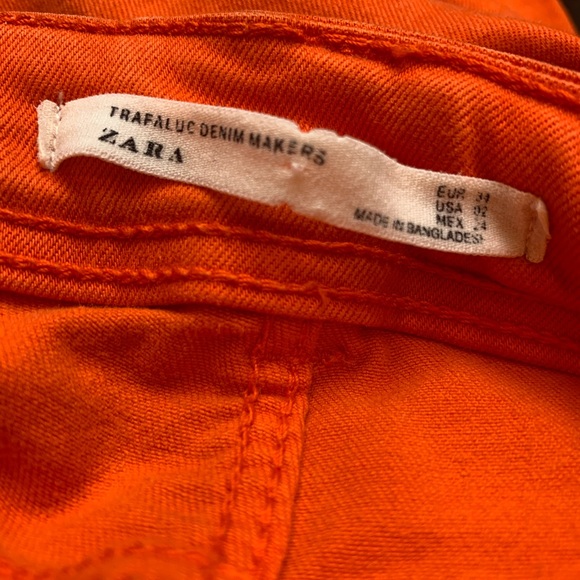 TRAFALUC DENIM MAKERS
ZARA
EUR 34
USA 02
MEX 24
MADE IN BANGLADESH